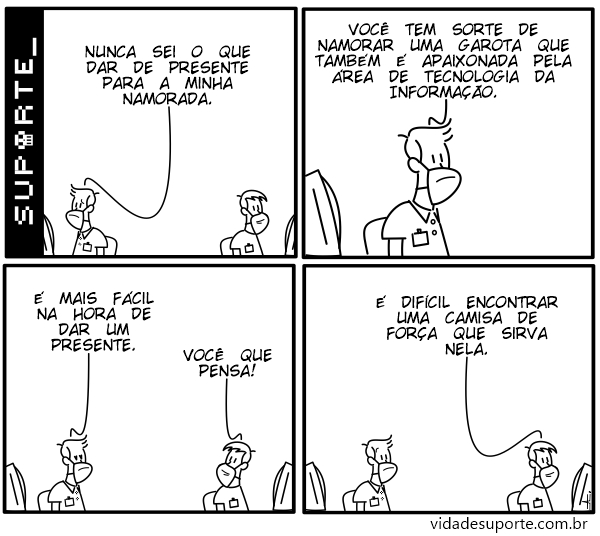 SUPORTE_
NUNCA SEI O QUE
DAR DE PRESENTE
PARA A MINHA
NAMORADA.
VOCÊ TEM SORTE DE
NAMORAR UMA GAROTA QUE
TAMBÉM É APAIXONADA PELA
ÁREA DE TECNOLOGIA DA
INFORMAÇÃO.
É MAIS FÁCIL
NA HORA DE
DAR UM
PRESENTE.
VOCÊ QUE
PENSA!
É DIFÍCIL ENCONTRAR
UMA CAMISA DE
FORÇA QUE SIRVA
NELA.
vidadesuporte.com.br